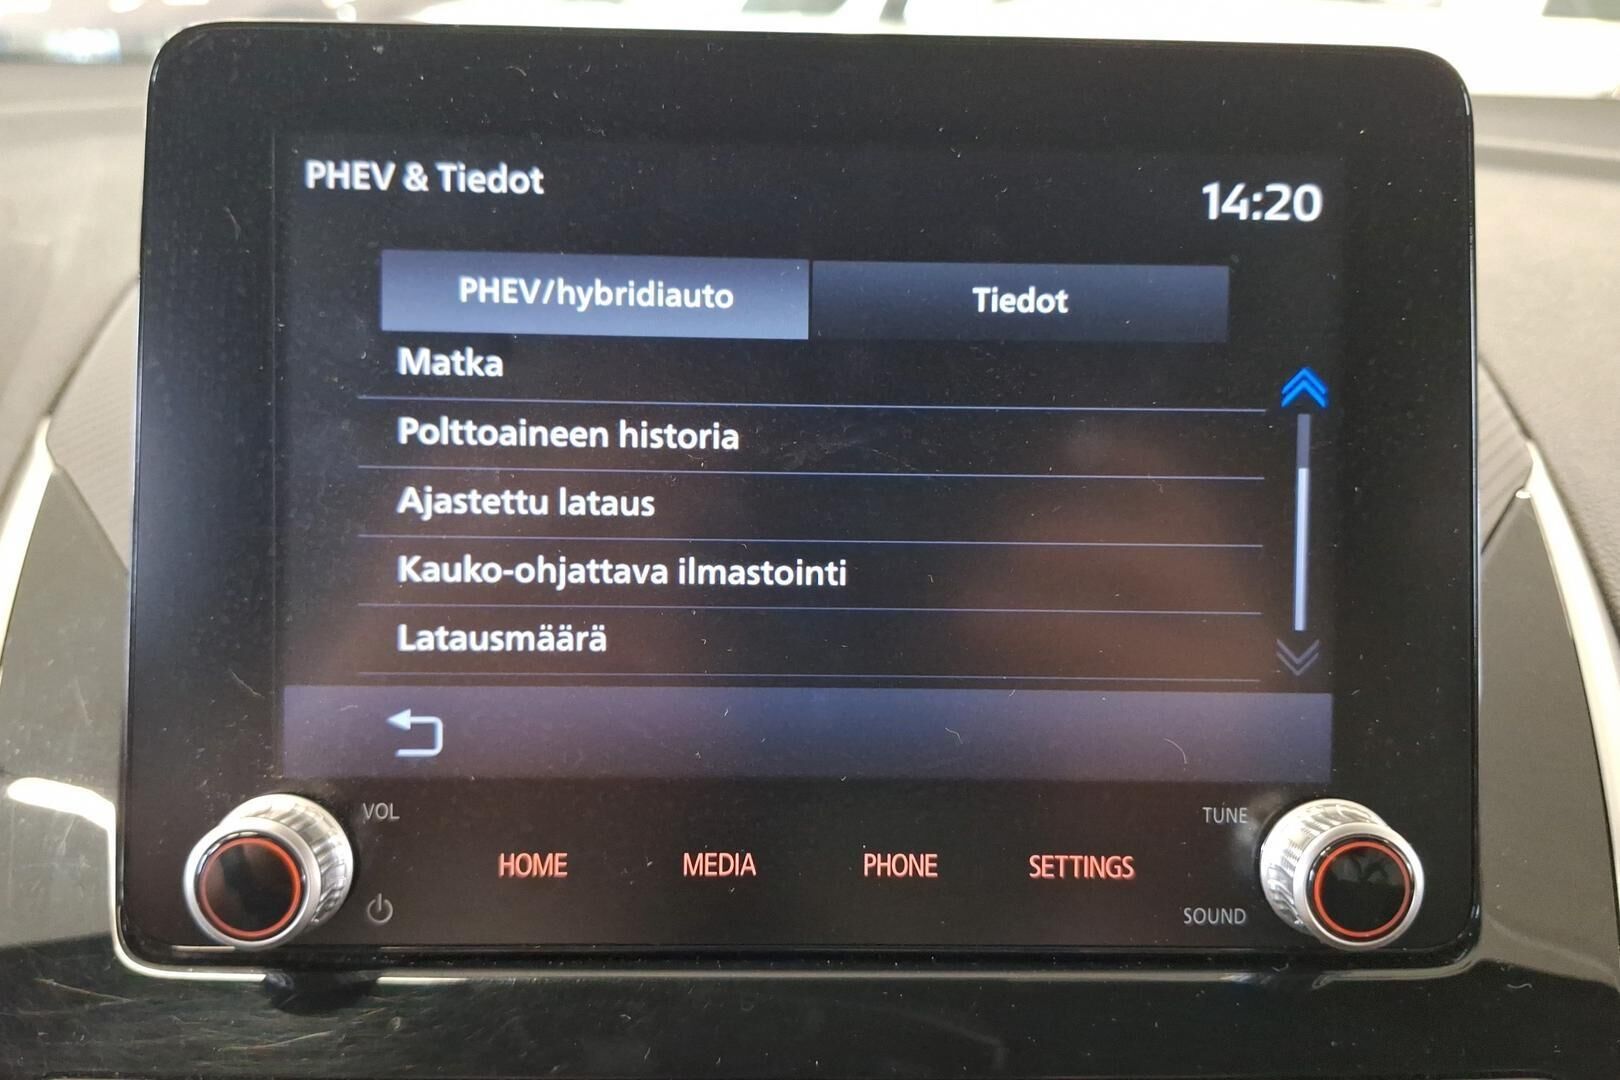 PHEV & Tiedot
14:20
PHEV/hybridiauto
Tiedot
Matka
Polttoaineen historia
Ajastettu lataus
Kauko-ohjattava ilmastointi
Latausmäärä
VOL
TUNE
HOME
MEDIA
PHONE
SETTINGS
SOUND